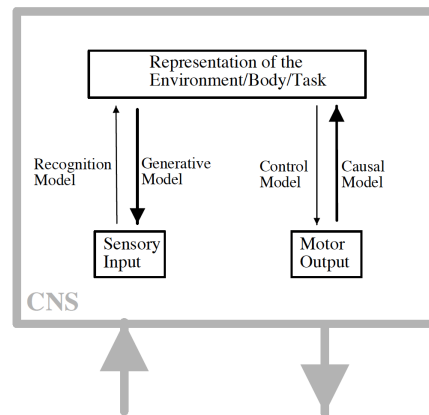 Representation of the
Environment/Body/Task
Recognition
Model
Generative
Model
Control
Model
Causal
Model
Sensory
Input
Motor
Output
CNS